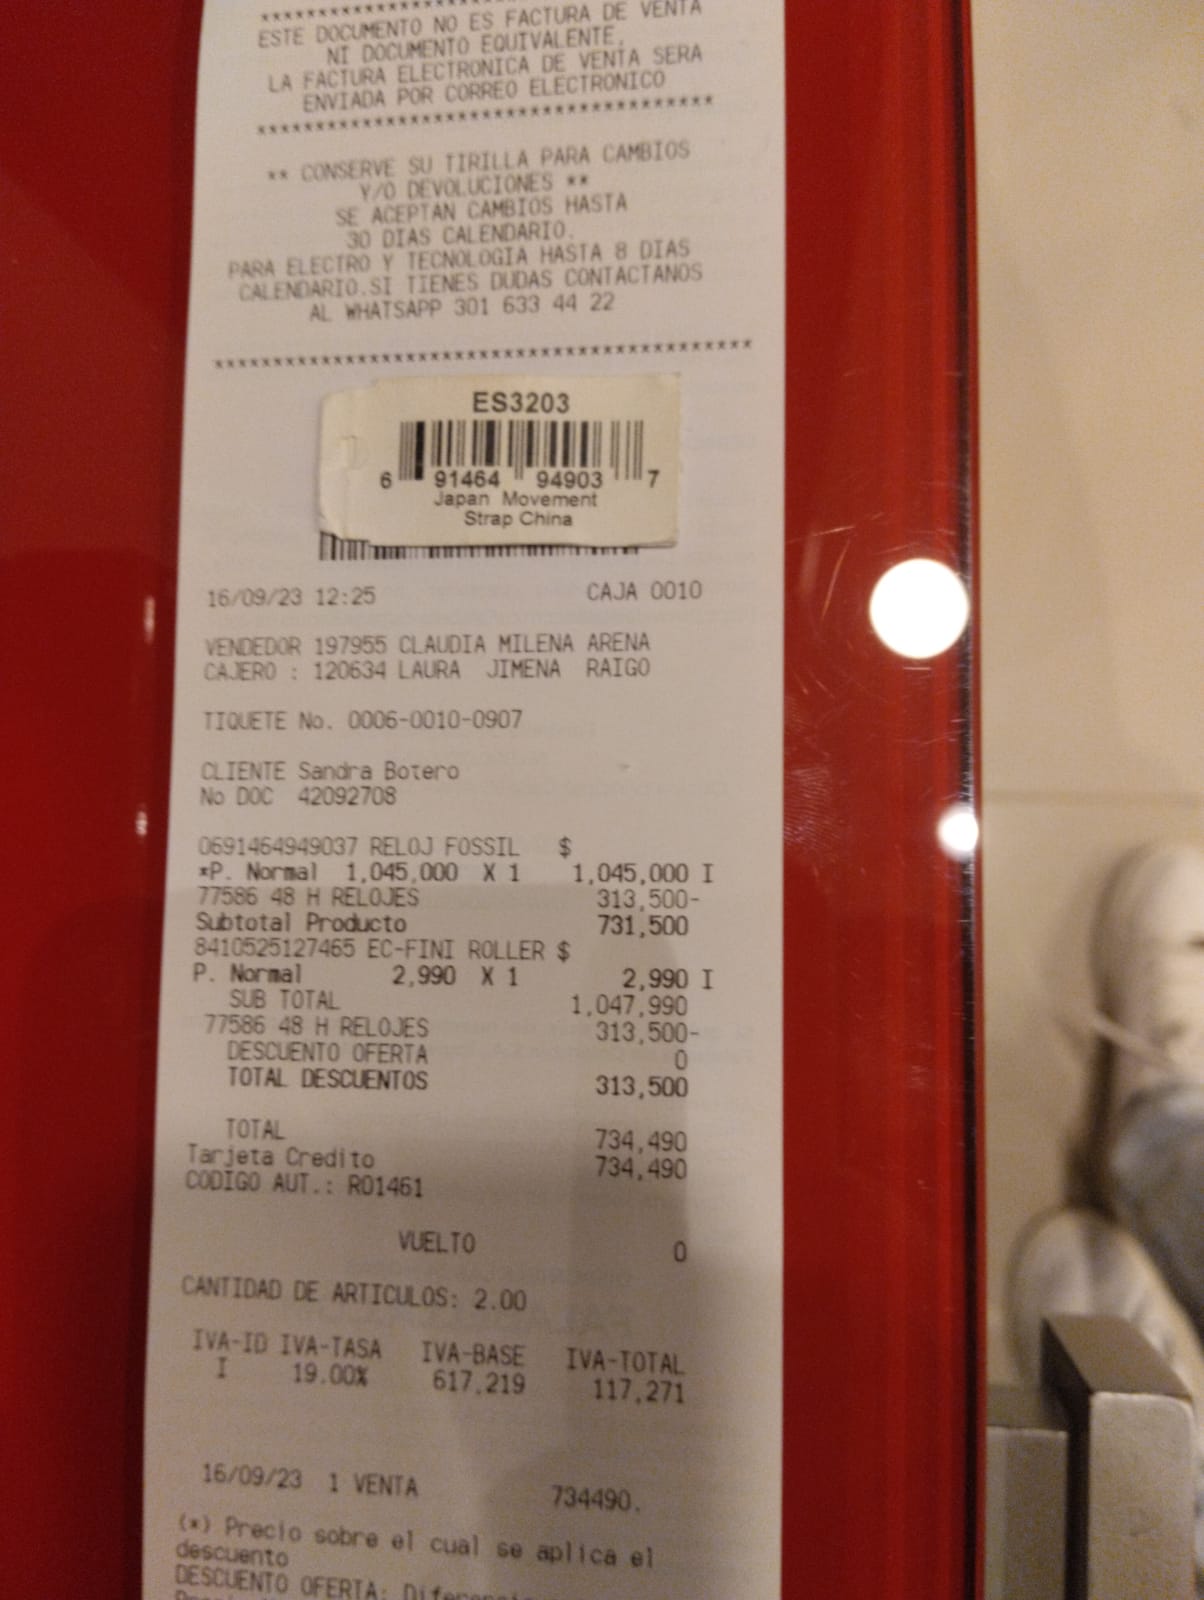 ****************************************
ESTE DOCUMENTO NO ES FACTURA DE VENTA
NI DOCUMENTO EQUIVALENTE,
LA FACTURA ELECTRONICA DE VENTA SERA
ENVIADA POR CORREO ELECTRONICO
****************************************
** CONSERVE SU TIRILLA PARA CAMBIOS
Y/O DEVOLUCIONES **
SE ACEPTAN CAMBIOS HASTA
30 DIAS CALENDARIO.
PARA ELECTRO Y TECNOLOGIA HASTA 8 DIAS
CALENDARIO.SI TIENES DUDAS CONTACTANOS
AL WHATSAPP 301 633 44 22
****************************************
ES3203
6 91464 94903 7
Japan Movement
Strap China
16/09/23 12:25 CAJA 0010
VENDEDOR 197955 CLAUDIA MILENA ARENA
CAJERO : 120634 LAURA JIMENA RAIGO
TIQUETE No. 0006-0010-0907
CLIENTE Sandra Botero
No DOC 42092708
0691464949037 RELOJ FOSSIL $
*P. Normal 1,045,000 X 1 1,045,000 I
77586 48 H RELOJES 313,500-
Subtotal Producto 731,500
8410525127465 EC-FINI ROLLER $
P. Normal 2,990 X 1 2,990 I
SUB TOTAL 1,047,990
77586 48 H RELOJES 313,500-
DESCUENTO OFERTA 0
TOTAL DESCUENTOS 313,500
TOTAL 734,490
Tarjeta Credito 734,490
CODIGO AUT.: R01461
VUELTO 0
CANTIDAD DE ARTICULOS: 2.00
IVA-ID IVA-TASA IVA-BASE IVA-TOTAL
I 19.00% 617,219 117,271
16/09/23 1 VENTA 734490.
(*) Precio sobre el cual se aplica el
descuento
DESCUENTO OFERTA: